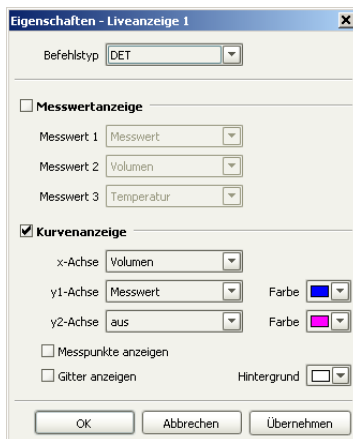 Eigenschaften - Liveanzeige 1
Befehlstyp DET
Messwertanzeige
Messwert 1 Messwert
Messwert 2 Volumen
Messwert 3 Temperatur
Kurvenanzeige
x-Achse Volumen
y1-Achse Messwert Farbe
y2-Achse aus Farbe
Messpunkte anzeigen
Gitter anzeigen Hintergrund
OK Abbrechen Übernehmen